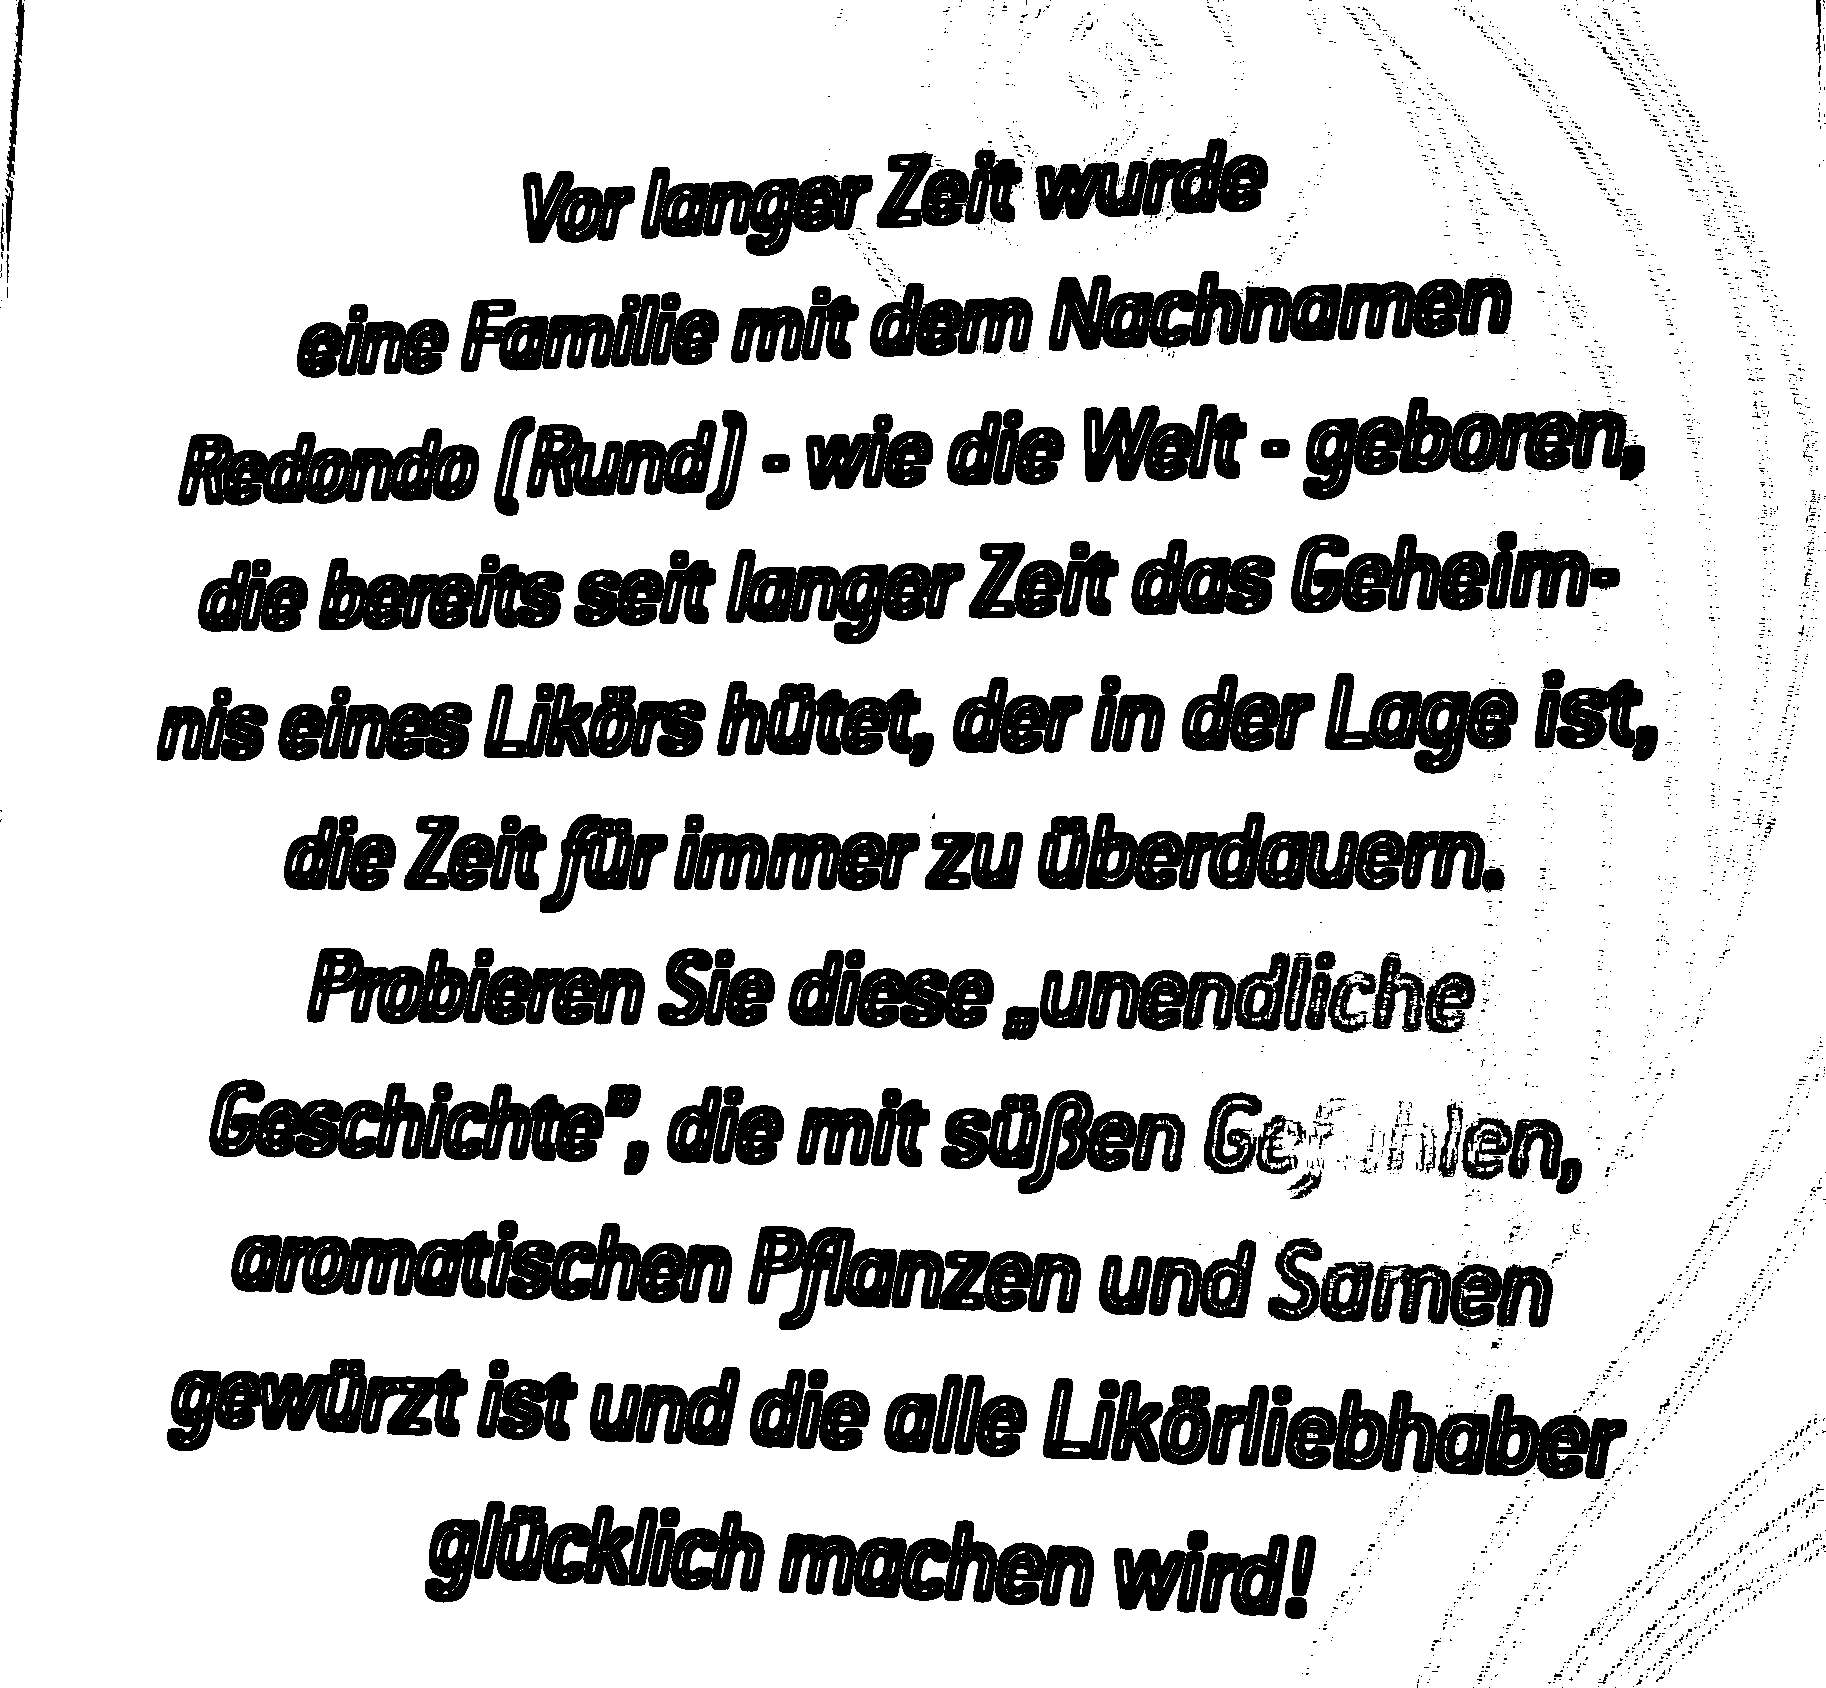 Vor langer Zeit wurde
eine Familie mit dem Nachnamen
Redondo (Rund) - wie die Welt - geboren,
die bereits seit langer Zeit das Geheim-
nis eines Likörs hütet, der in der Lage ist,
die Zeit für immer zu überdauern.
Probieren Sie diese „unendliche
Geschichte”, die mit süßen Gefühlen,
aromatischen Pflanzen und Samen
gewürzt ist und die alle Likörliebhaber
glücklich machen wird!